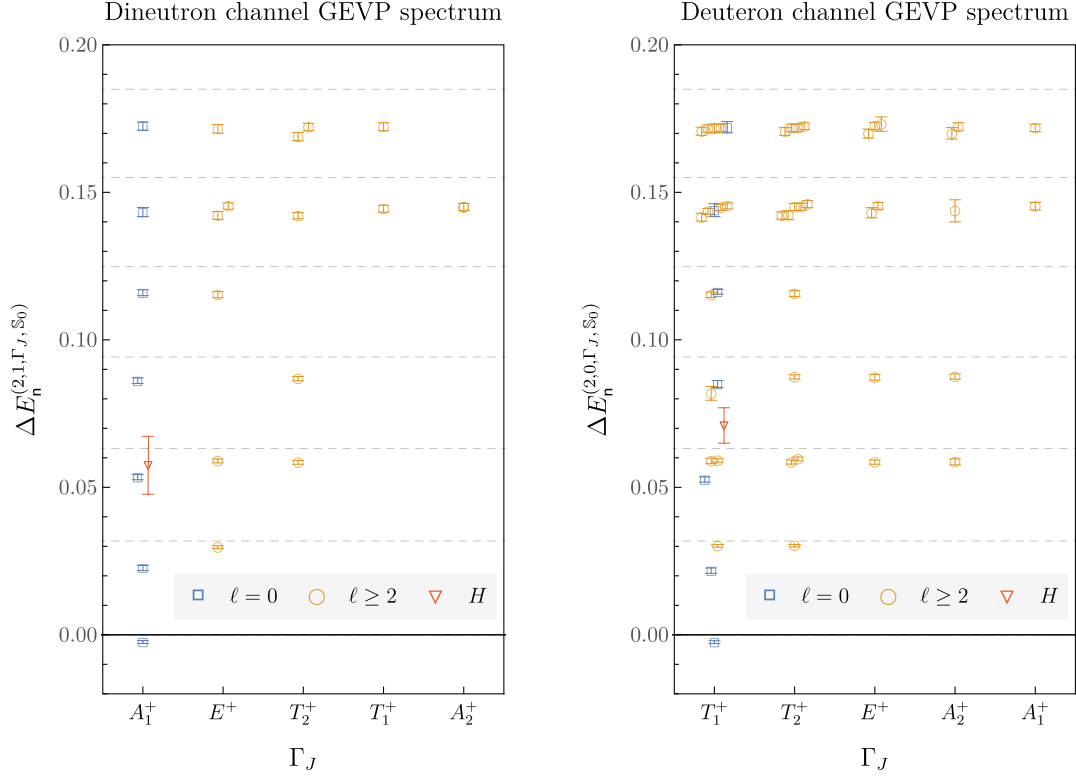 Dineutron channel GEVP spectrum
0.20
0.15
0.10
0.05
0.00
ΔE_n^(2,1,Γ_J,𝕊_0)
ℓ = 0
ℓ ≥ 2
H
A_1^+
E^+
T_2^+
T_1^+
A_2^+
Γ_J
Deuteron channel GEVP spectrum
0.20
0.15
0.10
0.05
0.00
ΔE_n^(2,0,Γ_J,𝕊_0)
ℓ = 0
ℓ ≥ 2
H
T_1^+
T_2^+
E^+
A_2^+
A_1^+
Γ_J